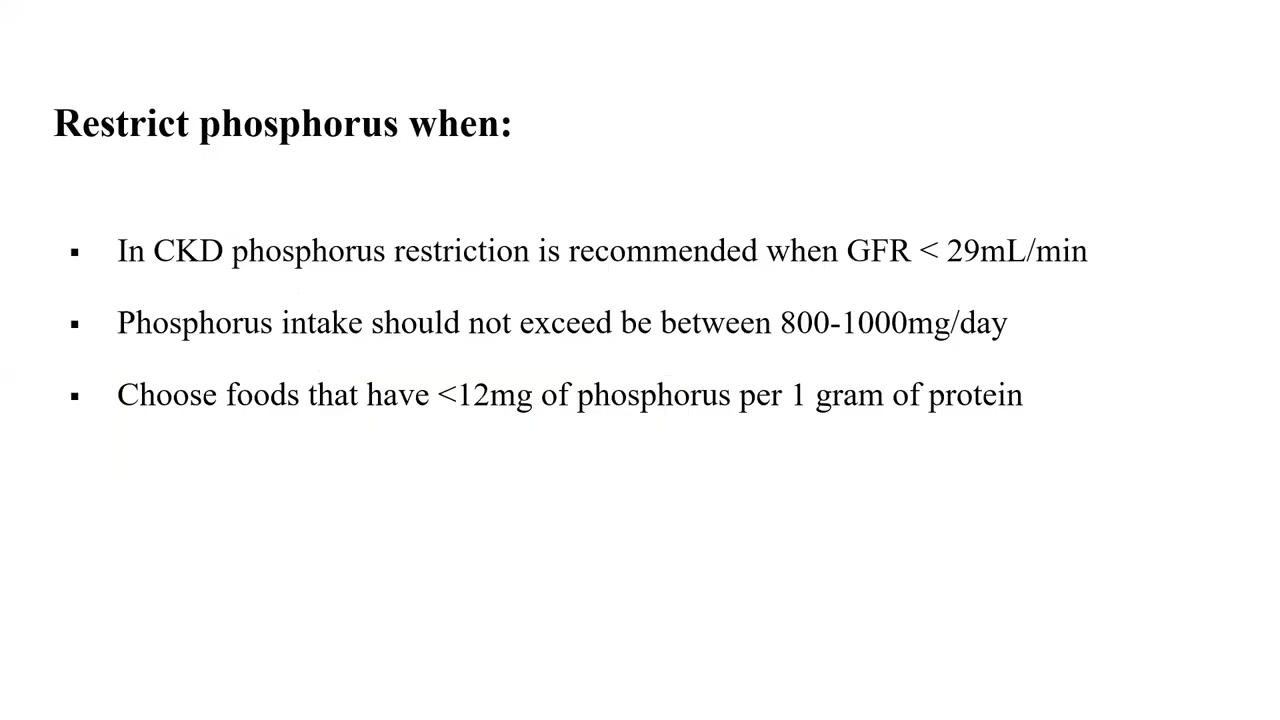 Restrict phosphorus when:
▪ In CKD phosphorus restriction is recommended when GFR < 29mL/min
▪ Phosphorus intake should not exceed be between 800-1000mg/day
▪ Choose foods that have <12mg of phosphorus per 1 gram of protein